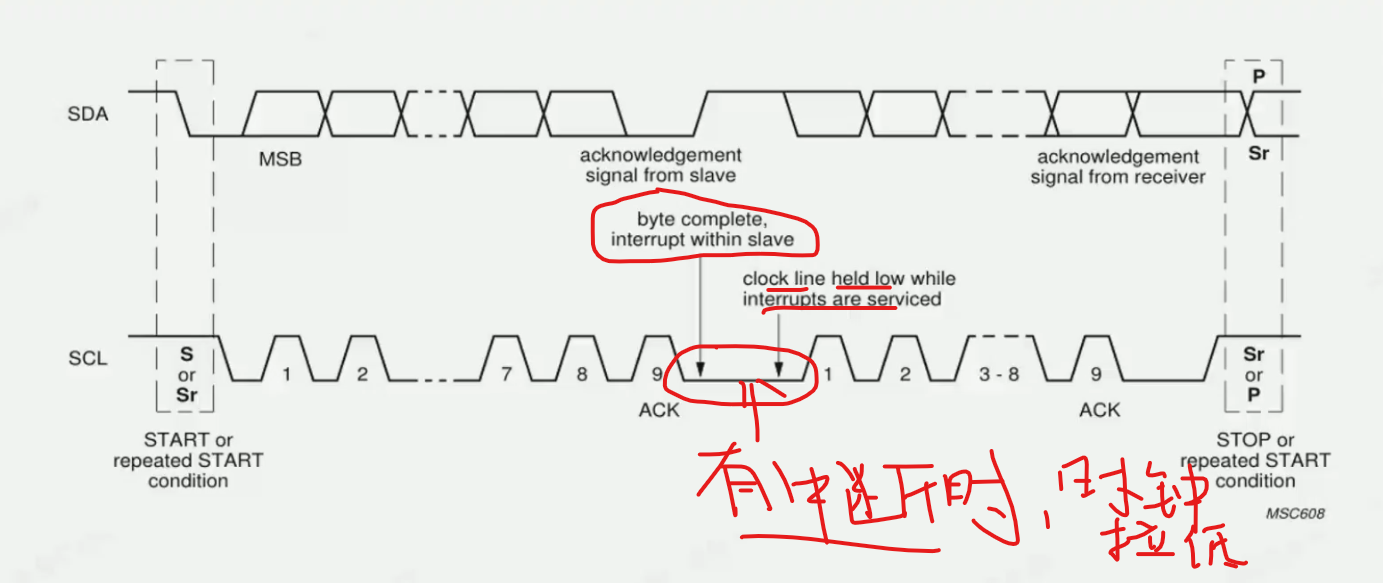 SDA
P
MSB
acknowledgement
signal from slave
acknowledgement
signal from receiver
Sr
byte complete,
interrupt within slave
clock line held low while
interrupts are serviced
SCL
S
or
Sr
1
2
7
8
9
1
2
3 - 8
9
Sr
or
P
ACK
ACK
START or
repeated START
condition
STOP or
repeated START
condition
MSC608
有中断时,时钟
拉低